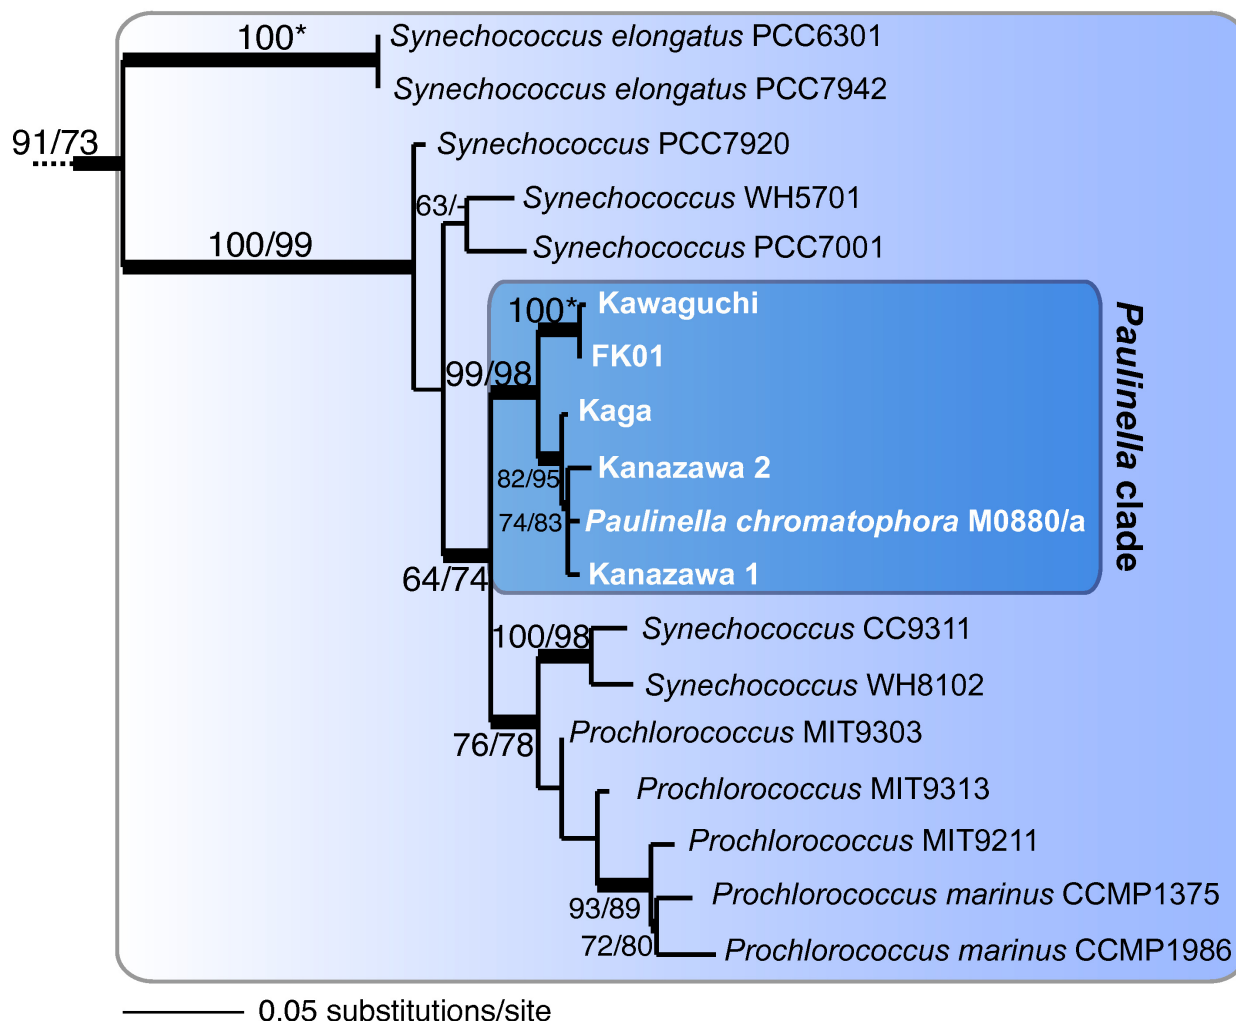 100*
Synechococcus elongatus PCC6301
Synechococcus elongatus PCC7942
91/73
Synechococcus PCC7920
63/-
Synechococcus WH5701
100/99
Synechococcus PCC7001
100*
Kawaguchi
FK01
99/98
Kaga
Kanazawa 2
82/95
74/83
Paulinella chromatophora M0880/a
Kanazawa 1
Paulinella clade
64/74
100/98
Synechococcus CC9311
Synechococcus WH8102
76/78
Prochlorococcus MIT9303
Prochlorococcus MIT9313
Prochlorococcus MIT9211
93/89
Prochlorococcus marinus CCMP1375
72/80
Prochlorococcus marinus CCMP1986
0.05 substitutions/site